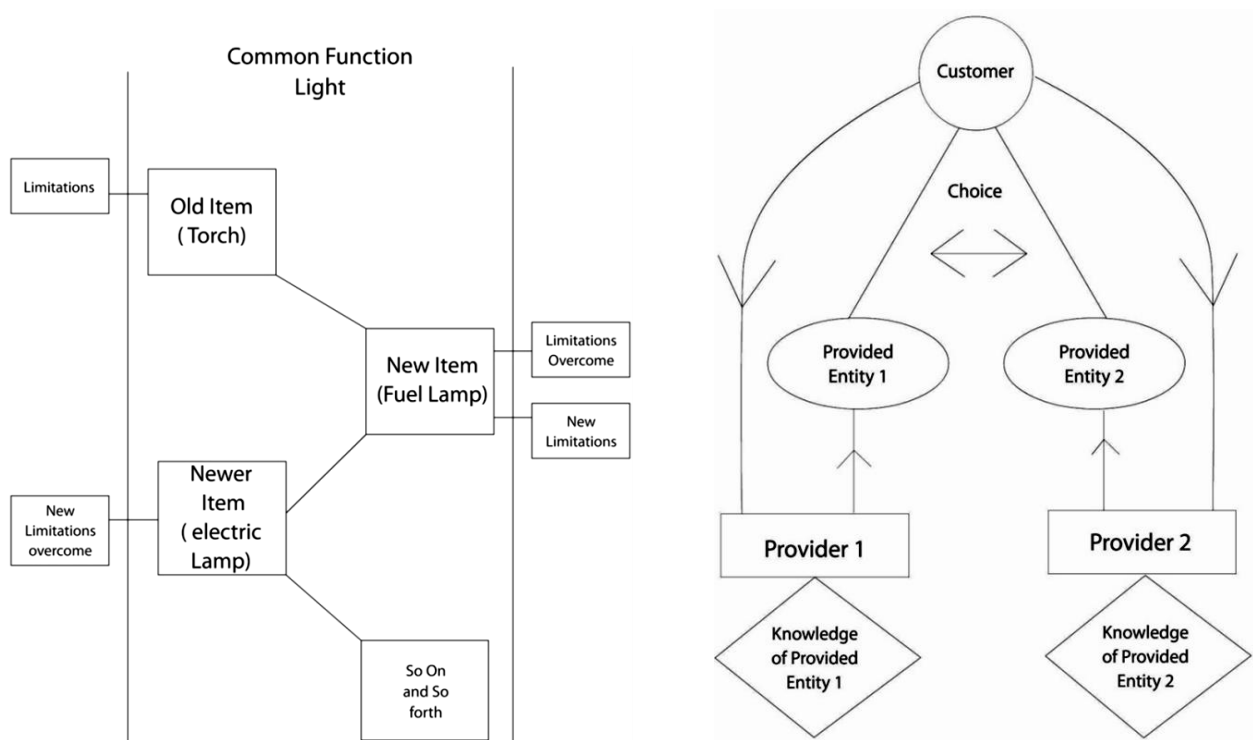 Common Function
Light
Limitations
Old Item
( Torch)
New Item
(Fuel Lamp)
Limitations
Overcome
New
Limitations
Newer
Item
( electric
Lamp)
New
Limitations
overcome
So On
and So
forth
Customer
Choice
Provided
Entity 1
Provided
Entity 2
Provider 1
Provider 2
Knowledge
of Provided
Entity 1
Knowledge
of Provided
Entity 2